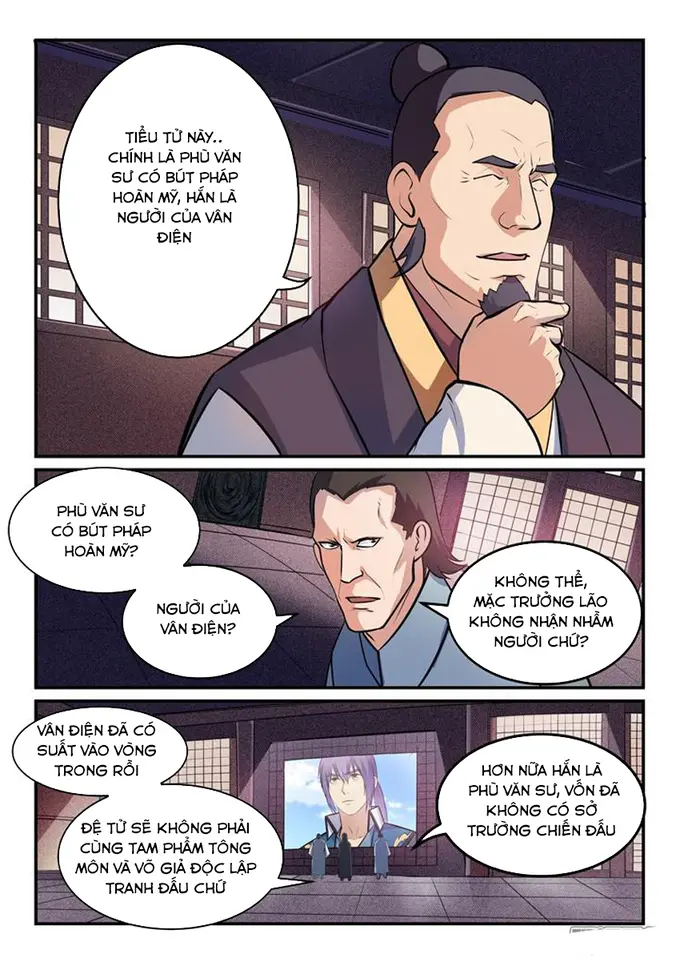 TIỂU TỬ NÀY..
CHÍNH LÀ PHÙ VĂN
SƯ CÓ BÚT PHÁP
HOÀN MỸ, HẮN LÀ
NGƯỜI CỦA VÂN
ĐIỆN
PHÙ VĂN SƯ
CÓ BÚT PHÁP
HOÀN MỸ?
NGƯỜI CỦA
VÂN ĐIỆN?
KHÔNG THỂ,
MẶC TRƯỞNG LÃO
KHÔNG NHẬN NHẦM
NGƯỜI CHỨ?
VÂN ĐIỆN ĐÃ CÓ
SUẤT VÀO VÕNG
TRONG RỒI
ĐỆ TỬ SẼ KHÔNG PHẢI
CÙNG TAM PHẨM TÔNG
MÔN VÀ VÕ GIẢ ĐỘC LẬP
TRANH ĐẤU CHỨ
HƠN NỮA HẮN LÀ
PHÙ VĂN SƯ, VỐN ĐÃ
KHÔNG CÓ SỞ
TRƯỜNG CHIẾN ĐẤU